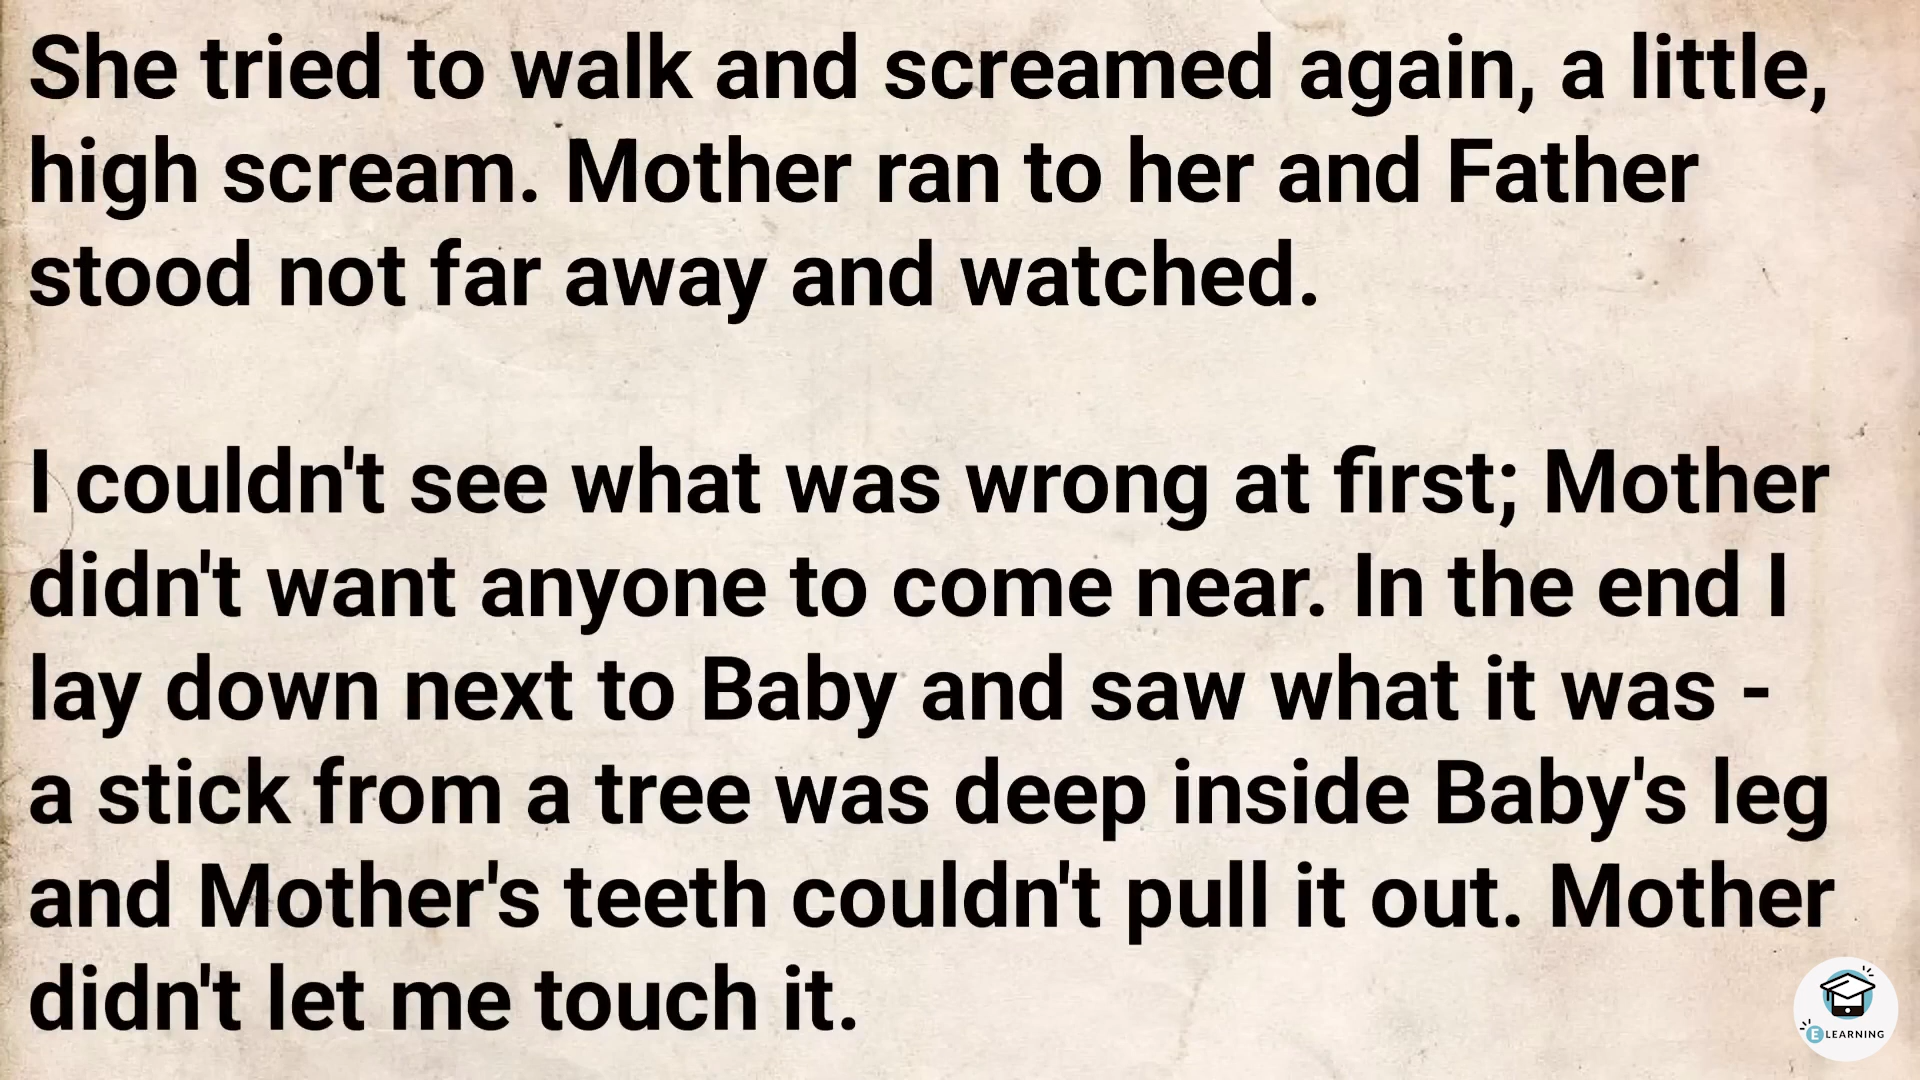 She tried to walk and screamed again, a little,
high scream. Mother ran to her and Father
stood not far away and watched.
I couldn't see what was wrong at first; Mother
didn't want anyone to come near. In the end I
lay down next to Baby and saw what it was -
a stick from a tree was deep inside Baby's leg
and Mother's teeth couldn't pull it out. Mother
didn't let me touch it.
E LEARNING